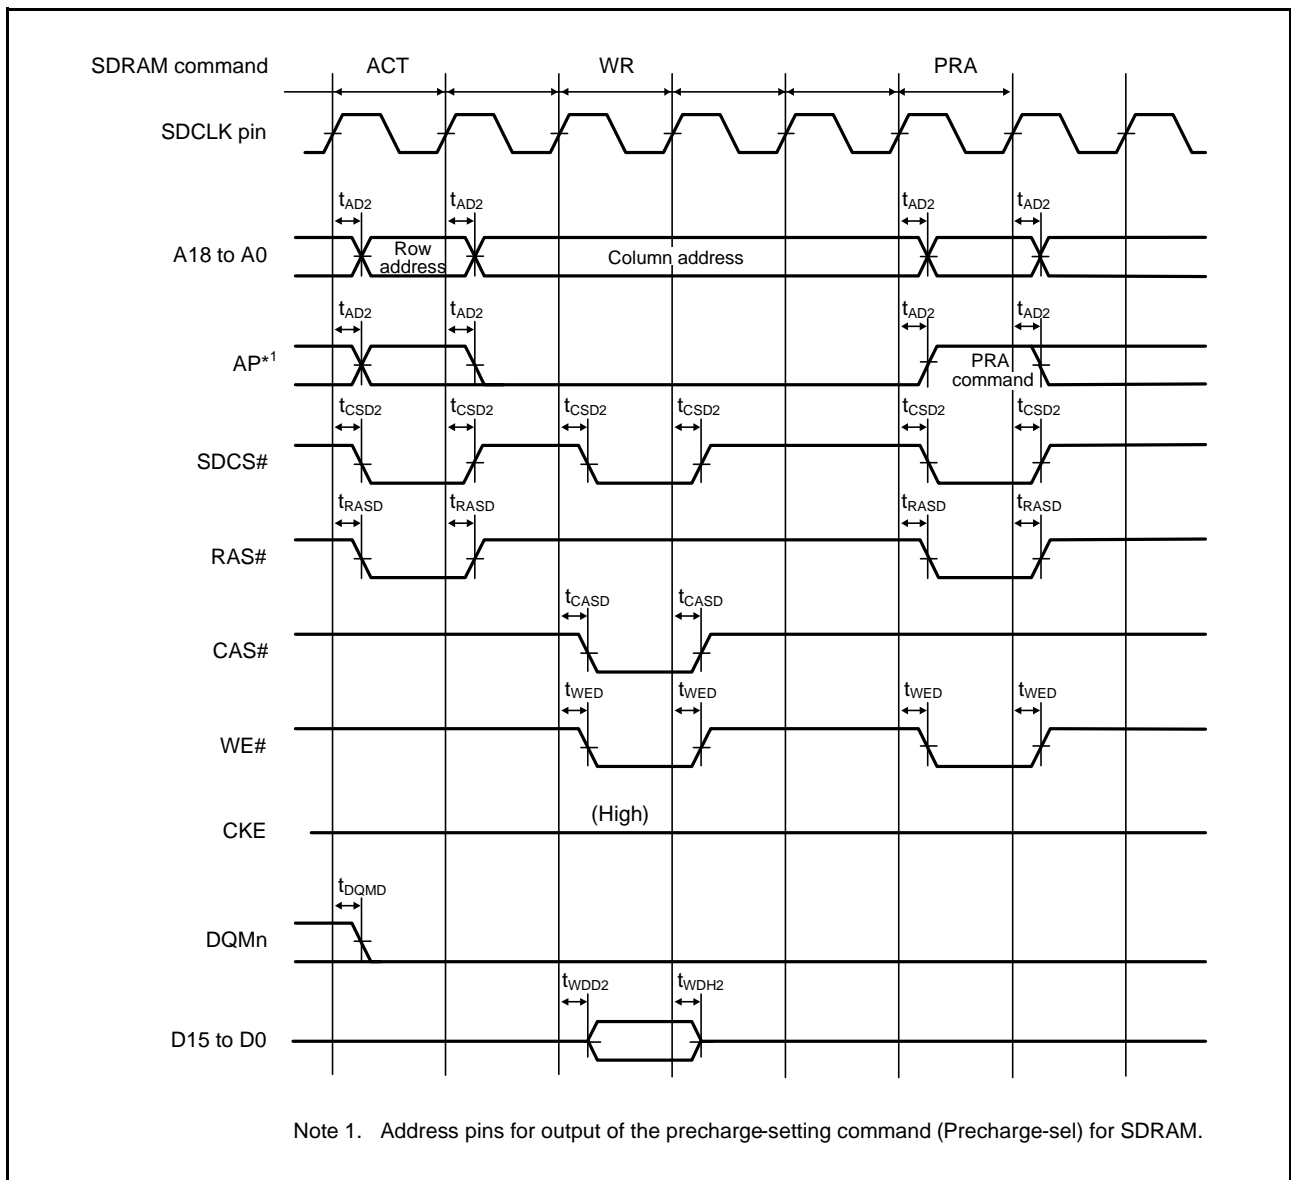 SDRAM command ACT WR PRA
SDCLK pin
tAD2 tAD2 tAD2 tAD2
A18 to A0 Row address Column address
tAD2 tAD2 tAD2 tAD2
AP*1 PRA command
tCSD2 tCSD2 tCSD2 tCSD2 tCSD2 tCSD2
SDCS#
tRASD tRASD tRASD tRASD
RAS#
tCASD tCASD
CAS#
tWED tWED tWED tWED
WE#
(High)
CKE
tDQMD
DQMn
tWDD2 tWDH2
D15 to D0
Note 1. Address pins for output of the precharge-setting command (Precharge-sel) for SDRAM.